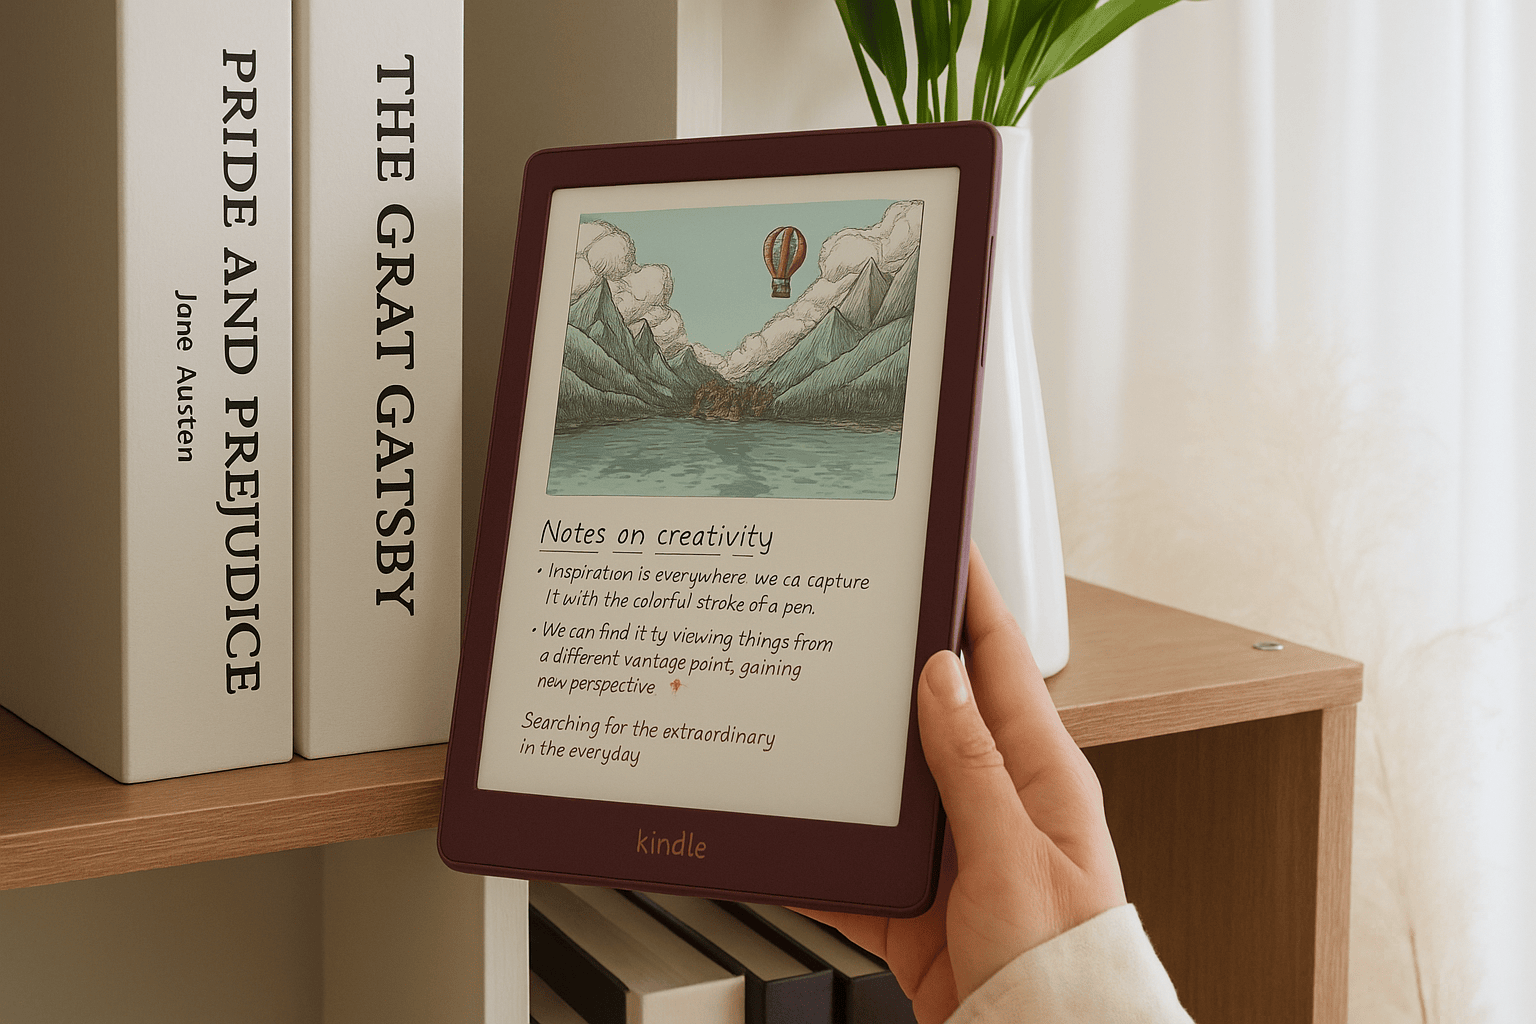 PRIDE AND PREJUDICE
Jane Austen
THE GRAT GATSBY
Notes on creativity
• Inspiration is everywhere. we ca capture
It with the colorful stroke of a pen.
• We can find it ty viewing things from
a different vantage point, gaining
new perspective
Searching for the extraordinary
in the everyday
kindle